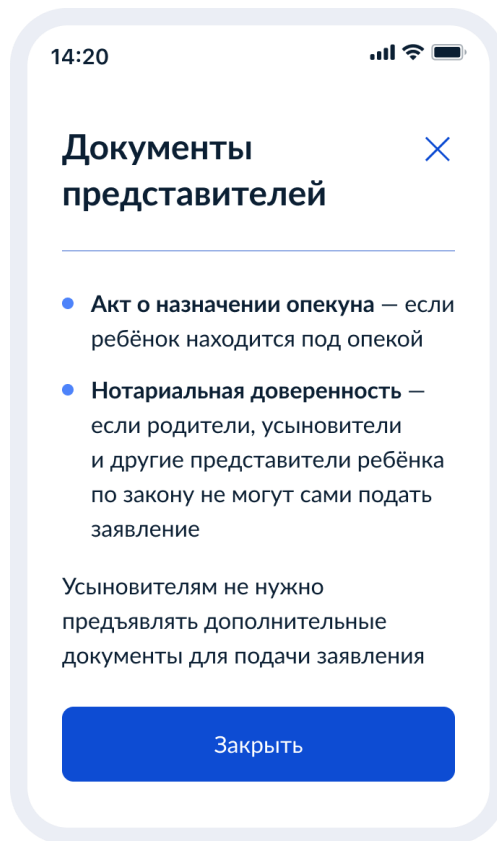 14:20
Документы
представителей
Акт о назначении опекуна — если
ребёнок находится под опекой
Нотариальная доверенность —
если родители, усыновители
и другие представители ребёнка
по закону не могут сами подать
заявление
Усыновителям не нужно
предъявлять дополнительные
документы для подачи заявления
Закрыть